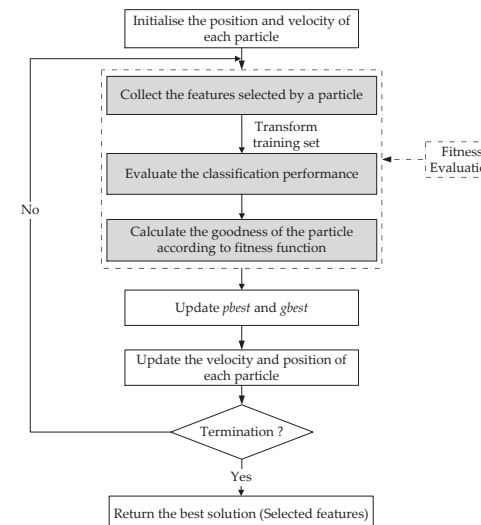 Initialise the position and velocity of
each particle
Collect the features selected by a particle
Transform
training set
Fitness
Evaluate the classification performance
No
Calculate the goodness of the particle
according to fitness function
Update pbest and gbest
Update the velocity and position of
each particle
Termination ?
Yes
Return the best solution (Selected features)